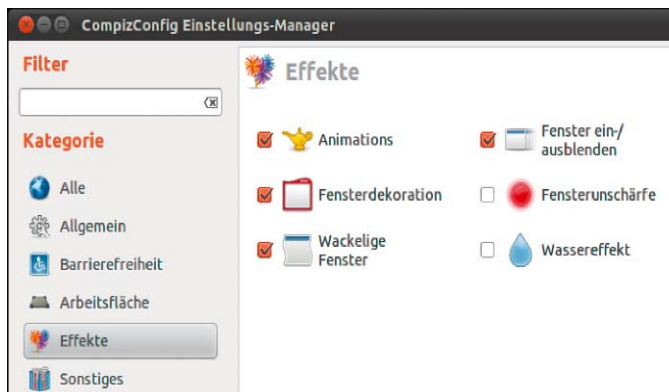 CompizConfig Einstellungs-Manager
Filter
Kategorie
Alle
Allgemein
Barrierefreiheit
Arbeitsfläche
Effekte
Sonstiges
Effekte
Animations
Fenster ein-/
ausblenden
Fensterdekoration
Fensterunschärfe
Wackelige
Fenster
Wassereffekt